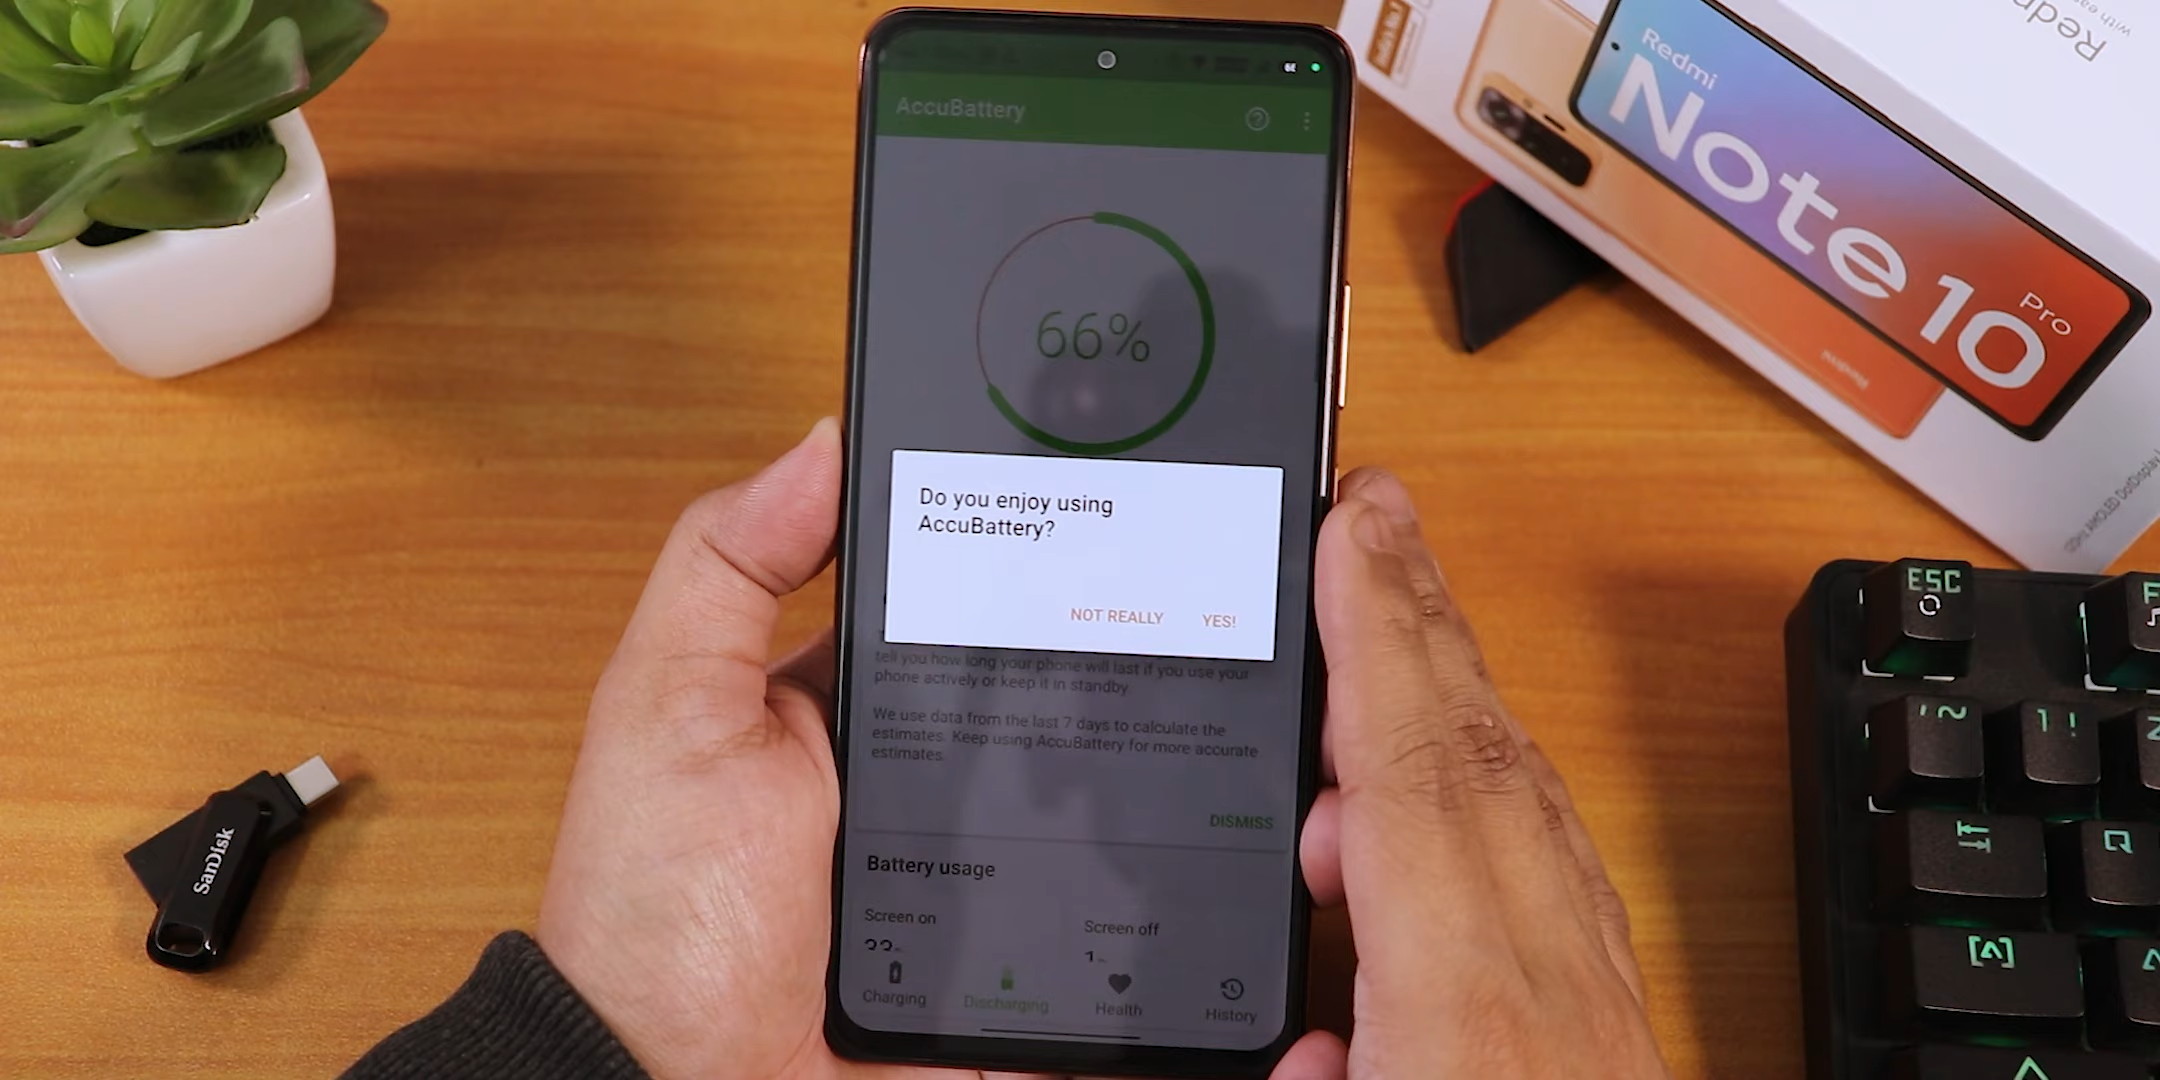 AccuBattery
66%
Do you enjoy using
AccuBattery?
NOT REALLY
YES!
tell you how long your phone will last if you use your
phone actively or keep it in standby.
We use data from the last 7 days to calculate the
estimates. Keep using AccuBattery for more accurate
estimates.
DISMISS
Battery usage
Screen on
Screen off
Charging
Discharging
Health
History
Redmi
Note 10
Pro
SanDisk
ESC
1 !
Q